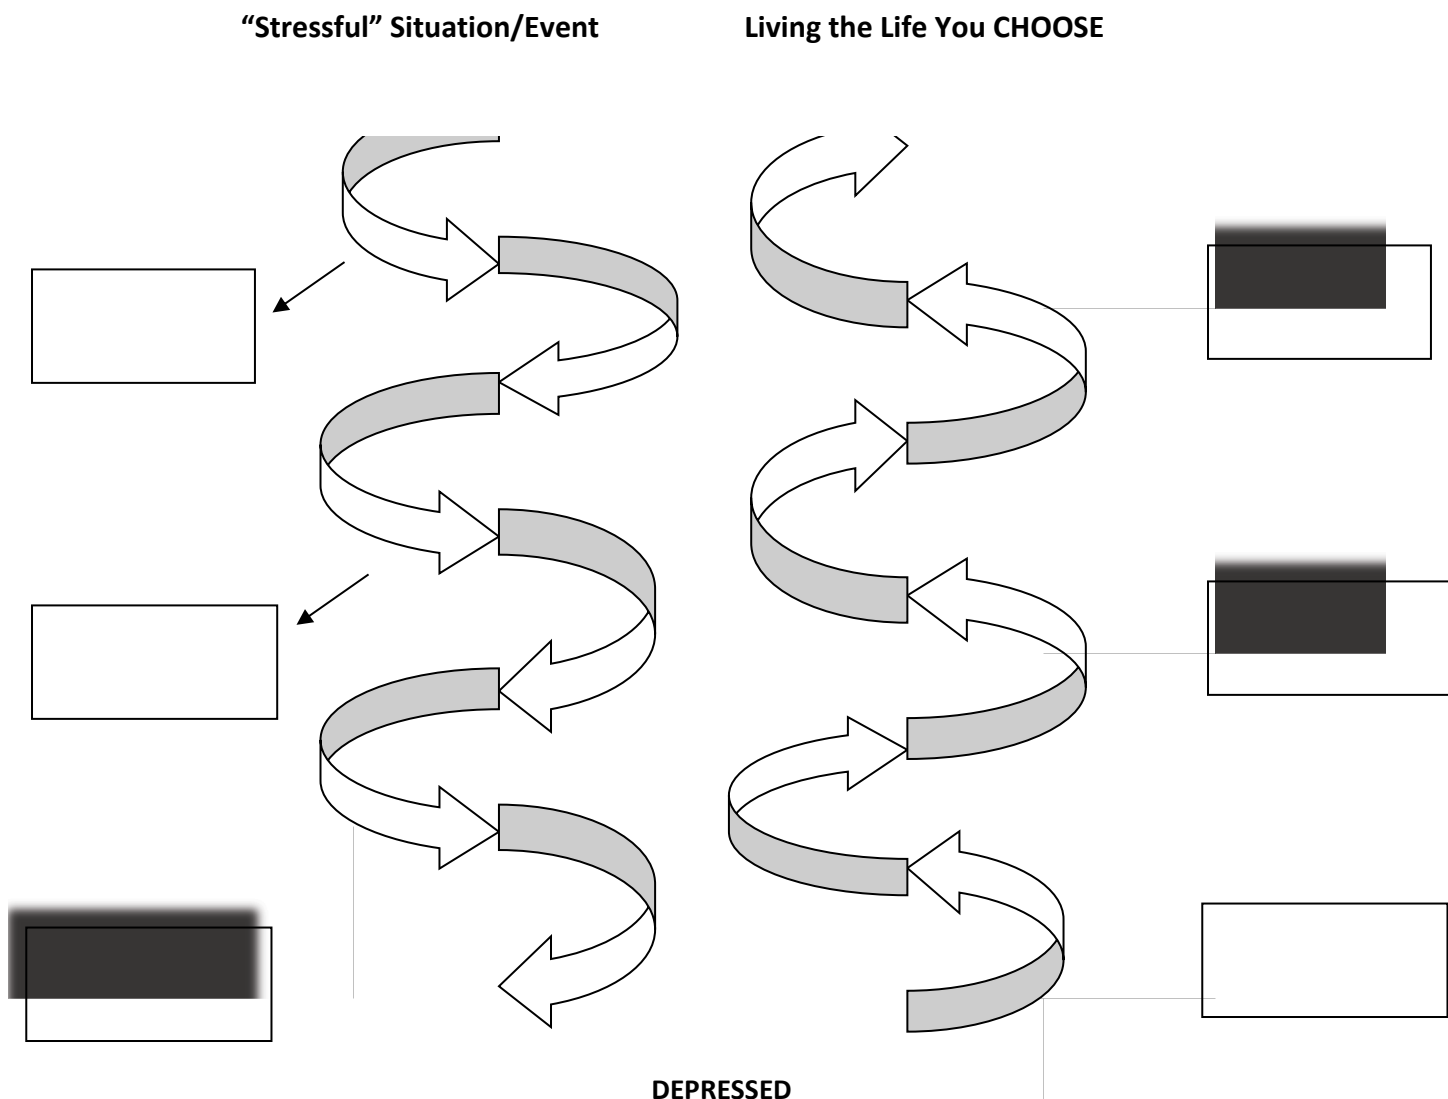 “Stressful” Situation/Event
Living the Life You CHOOSE
DEPRESSED